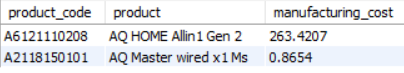 product_code product manufacturing_cost
A6121110208 AQ HOME Allin1 Gen 2 263.4207
A2118150101 AQ Master wired x1 Ms 0.8654